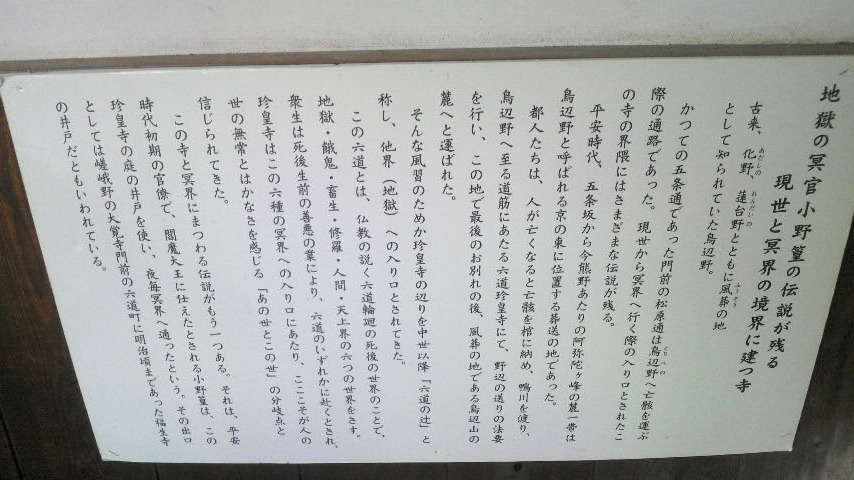 地獄の冥官小野篁の伝説が残る
現世と冥界の境界に建つ寺
古来、化野、蓮台野とともに風葬の地
として知られていた鳥辺野。
かつての五条通であった門前の松原通は鳥辺野へ亡骸を運ぶ
際の通路であった。現世から冥界へ行く際の入り口とされたこ
の寺の界隈にはさまざまな伝説が残る。
平安時代、五条坂から今熊野あたりの阿弥陀ヶ峰の麓一帯は
鳥辺野と呼ばれる京の東に位置する葬送の地であった。
都人たちは、人が亡くなると亡骸を棺に納め、鴨川を渡り、
鳥辺野へ至る道筋にあたる六道珍皇寺にて、野辺の送りの法要
を行い、この地で最後のお別れの後、風葬の地である鳥辺山の
麓へと運ばれた。
そんな風習のためか珍皇寺の辺りを中世以降「六道の辻」と
称し、他界（地獄）への入り口とされてきた。
この六道とは、仏教の説く六道輪廻の死後の世界のことで、
地獄・餓鬼・畜生・修羅・人間・天上界の六つの世界をさす。
衆生は死後生前の善悪の業により、六道のいずれかに赴くとされ、
珍皇寺はこの六種の冥界への入り口にあたり、ここそが人の
世の無常とはかなさを感じる「あの世とこの世」の分岐点と
信じられてきた。
この寺と冥界にまつわる伝説がもう一つある。それは、平安
時代初期の官僚で、閻魔大王に仕えたとされる小野篁は、この
珍皇寺の庭の井戸を使い、夜毎冥界へ通ったという。その出口
としては嵯峨野の大覚寺門前の六道町に明治頃まであった福生寺
の井戸だともいわれている。